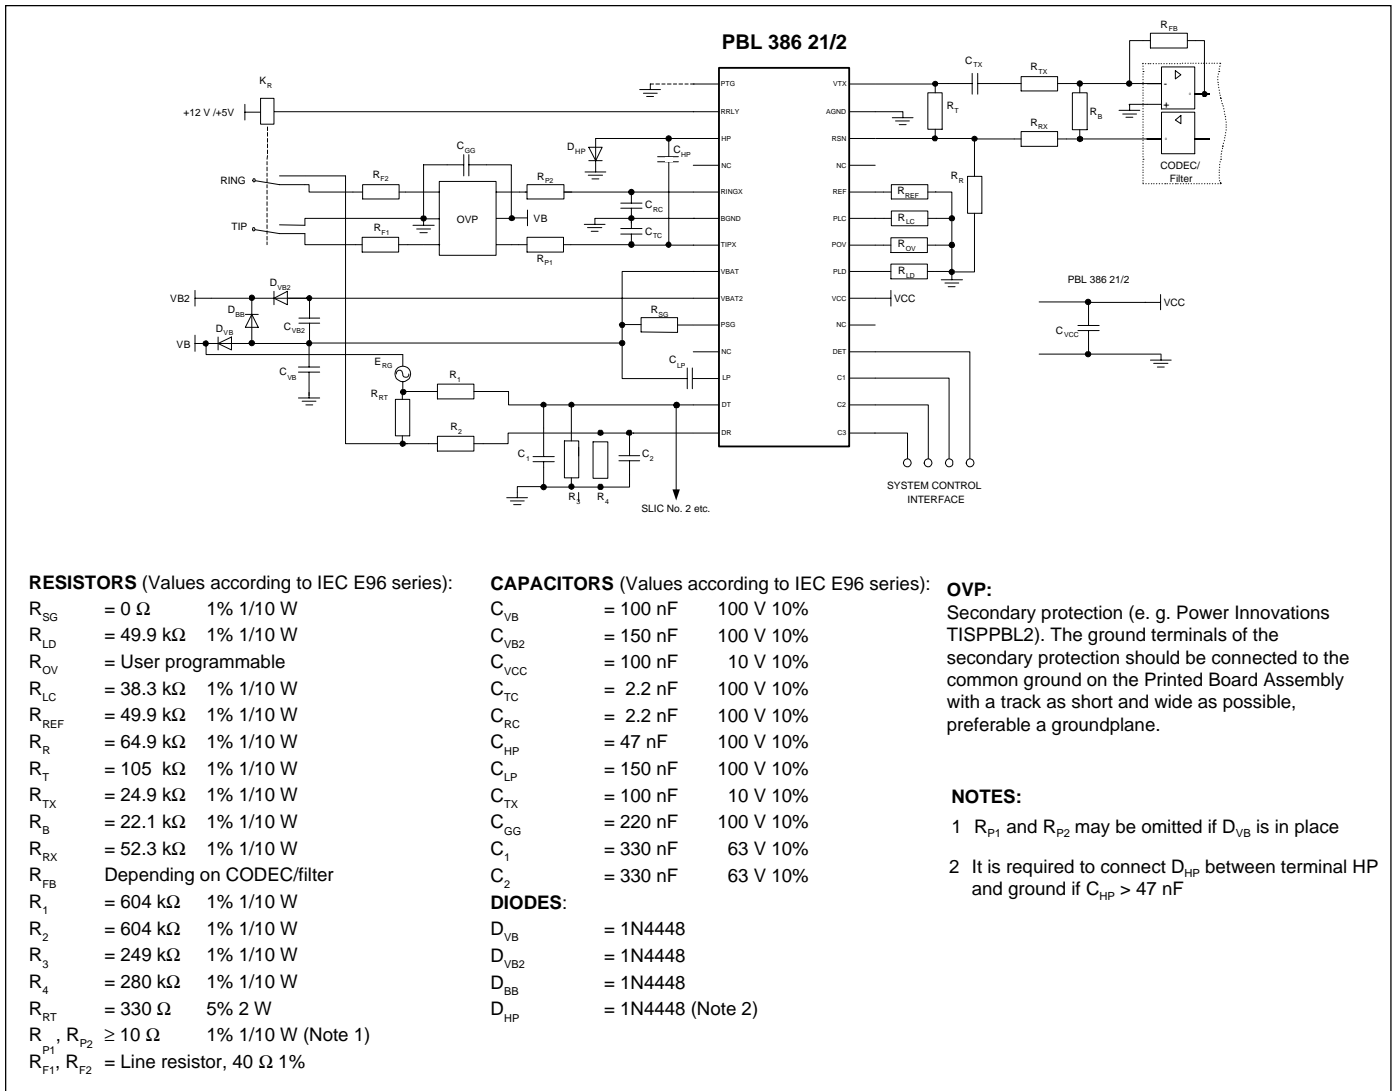 PBL 386 21/2
K_R
+12 V /+5V
RING
TIP
R_F2
R_F1
C_GG
OVP
VB
R_P2
R_P1
D_HP
C_HP
C_RC
C_TC
VB2
VB
D_VB2
D_BB
D_VB
C_VB2
C_VB
E_RG
R_RT
R_1
R_2
R_SG
C_LP
C_1
R_3
R_4
C_2
SLIC No. 2 etc.
PTG
RRLY
HP
NC
RINGX
BGND
TIPX
VBAT
VBAT2
PSG
NC
LP
DT
DR
VTX
AGND
RSN
NC
REF
PLC
POV
PLD
VCC
NC
DET
C1
C2
C3
R_T
C_TX
R_TX
R_FB
R_B
R_RX
R_R
R_REF
R_LC
R_OV
R_LD
VCC
-
+
-
CODEC/
Filter
SYSTEM CONTROL
INTERFACE
PBL 386 21/2
VCC
C_VCC
RESISTORS (Values according to IEC E96 series):
R_SG = 0 Ω 1% 1/10 W
R_LD = 49.9 kΩ 1% 1/10 W
R_OV = User programmable
R_LC = 38.3 kΩ 1% 1/10 W
R_REF = 49.9 kΩ 1% 1/10 W
R_R = 64.9 kΩ 1% 1/10 W
R_T = 105 kΩ 1% 1/10 W
R_TX = 24.9 kΩ 1% 1/10 W
R_B = 22.1 kΩ 1% 1/10 W
R_RX = 52.3 kΩ 1% 1/10 W
R_FB Depending on CODEC/filter
R_1 = 604 kΩ 1% 1/10 W
R_2 = 604 kΩ 1% 1/10 W
R_3 = 249 kΩ 1% 1/10 W
R_4 = 280 kΩ 1% 1/10 W
R_RT = 330 Ω 5% 2 W
R_P1, R_P2 ≥ 10 Ω 1% 1/10 W (Note 1)
R_F1, R_F2 = Line resistor, 40 Ω 1%
CAPACITORS (Values according to IEC E96 series):
C_VB = 100 nF 100 V 10%
C_VB2 = 150 nF 100 V 10%
C_VCC = 100 nF 10 V 10%
C_TC = 2.2 nF 100 V 10%
C_RC = 2.2 nF 100 V 10%
C_HP = 47 nF 100 V 10%
C_LP = 150 nF 100 V 10%
C_TX = 100 nF 10 V 10%
C_GG = 220 nF 100 V 10%
C_1 = 330 nF 63 V 10%
C_2 = 330 nF 63 V 10%
DIODES:
D_VB = 1N4448
D_VB2 = 1N4448
D_BB = 1N4448
D_HP = 1N4448 (Note 2)
OVP:
Secondary protection (e. g. Power Innovations
TISPPBL2). The ground terminals of the
secondary protection should be connected to the
common ground on the Printed Board Assembly
with a track as short and wide as possible,
preferable a groundplane.
NOTES:
1 R_P1 and R_P2 may be omitted if D_VB is in place
2 It is required to connect D_HP between terminal HP
and ground if C_HP > 47 nF